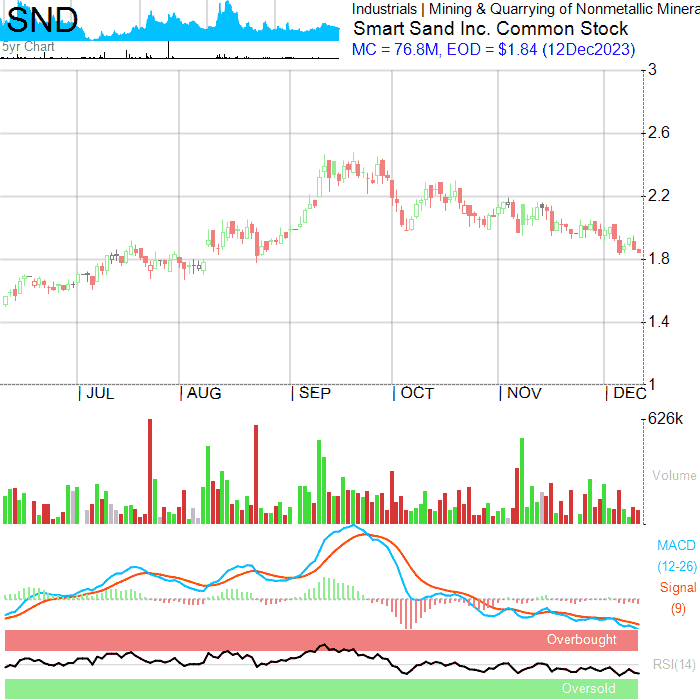 SND
5yr Chart
Industrials | Mining & Quarrying of Nonmetallic Minera
Smart Sand Inc. Common Stock
MC = 76.8M, EOD = $1.84 (12Dec2023)
3
2.6
2.2
1.8
1.4
1
JUL AUG SEP OCT NOV DEC
626k
Volume
MACD
(12-26)
Signal
(9)
Overbought
RSI(14)
Oversold